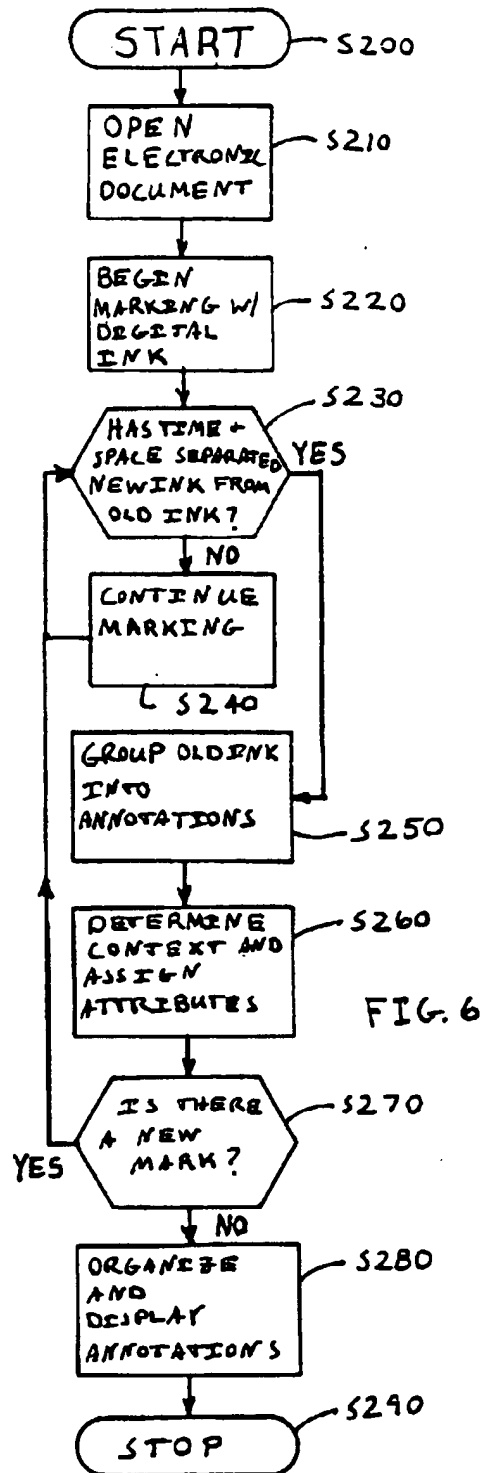 START
S200
OPEN
ELECTRONIC
DOCUMENT
S210
BEGIN
MARKING W/
DIGITAL
INK
S220
S230
HAS TIME +
SPACE SEPARATED
NEW INK FROM
OLD INK?
YES
NO
CONTINUE
MARKING
S240
GROUP OLD INK
INTO
ANNOTATIONS
S250
DETERMINE
CONTEXT AND
ASSIGN
ATTRIBUTES
S260
FIG. 6
IS THERE
A NEW
MARK?
S270
YES
NO
ORGANIZE
AND
DISPLAY
ANNOTATIONS
S280
STOP
S290